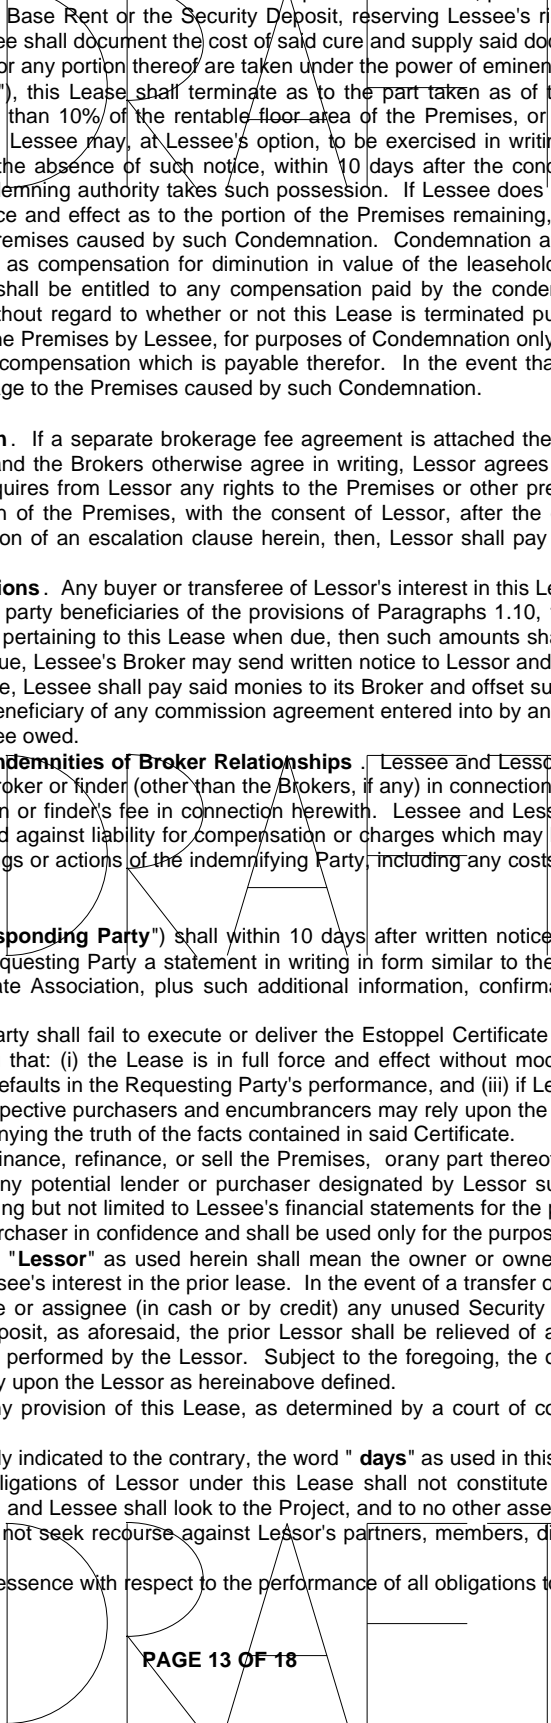 Base Rent or the Security Deposit, reserving Lessee's ri
ee shall document the cost of said cure and supply said do
or any portion thereof are taken under the power of eminen
"), this Lease shall terminate as to the part taken as of t
than 10% of the rentable floor area of the Premises, or
Lessee may, at Lessee's option, to be exercised in writi
the absence of such notice, within 10 days after the cond
demning authority takes such possession. If Lessee does
ce and effect as to the portion of the Premises remaining,
remises caused by such Condemnation. Condemnation a
as compensation for diminution in value of the leasehol
shall be entitled to any compensation paid by the conde
thout regard to whether or not this Lease is terminated pu
he Premises by Lessee, for purposes of Condemnation only
compensation which is payable therefor. In the event tha
ge to the Premises caused by such Condemnation.
n. If a separate brokerage fee agreement is attached the
and the Brokers otherwise agree in writing, Lessor agrees
quires from Lessor any rights to the Premises or other pre
n of the Premises, with the consent of Lessor, after the
on of an escalation clause herein, then, Lessor shall pay
ions. Any buyer or transferee of Lessor's interest in this Le
party beneficiaries of the provisions of Paragraphs 1.10,
pertaining to this Lease when due, then such amounts sha
ue, Lessee's Broker may send written notice to Lessor and
e, Lessee shall pay said monies to its Broker and offset su
eneficiary of any commission agreement entered into by an
ee owed.
ndemnities of Broker Relationships . Lessee and Lesso
roker or finder (other than the Brokers, if any) in connection
n or finder's fee in connection herewith. Lessee and Less
d against liability for compensation or charges which may
gs or actions of the indemnifying Party, including any costs
sponding Party") shall within 10 days after written notice
questing Party a statement in writing in form similar to the
ate Association, plus such additional information, confirma
arty shall fail to execute or deliver the Estoppel Certificate
that: (i) the Lease is in full force and effect without mod
efaults in the Requesting Party's performance, and (iii) if Le
spective purchasers and encumbrancers may rely upon the
nying the truth of the facts contained in said Certificate.
inance, refinance, or sell the Premises, orany part thereof
ny potential lender or purchaser designated by Lessor su
ng but not limited to Lessee's financial statements for the p
rchaser in confidence and shall be used only for the purpos
"Lessor" as used herein shall mean the owner or owne
see's interest in the prior lease. In the event of a transfer o
e or assignee (in cash or by credit) any unused Security
posit, as aforesaid, the prior Lessor shall be relieved of a
performed by the Lessor. Subject to the foregoing, the o
y upon the Lessor as hereinabove defined.
ny provision of this Lease, as determined by a court of co
ly indicated to the contrary, the word " days" as used in this
ligations of Lessor under this Lease shall not constitute
and Lessee shall look to the Project, and to no other asse
not seek recourse against Lessor's partners, members, di
essence with respect to the performance of all obligations to
PAGE 13 OF 18